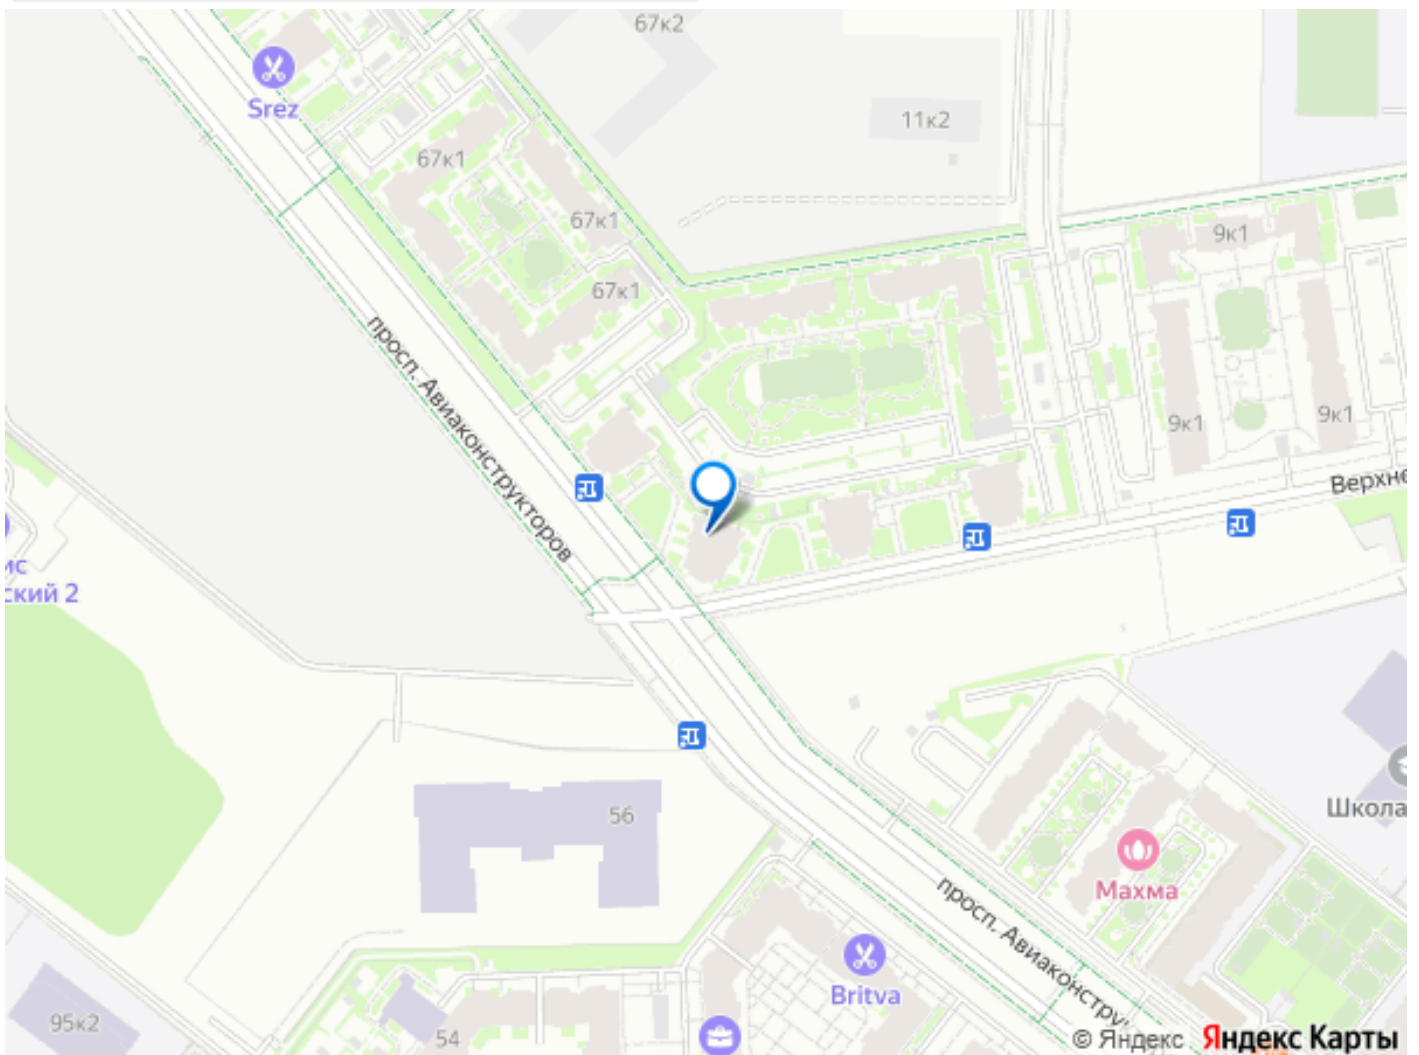 67к2
Srez
11к2
67к1
67к1
9к1
67к1
просп. Авиаконструкторов
9к1
9к1
Верхне
ис
ский 2
56
Школа
Махма
просп. Авиаконстру
Britva
95к2
54
© Яндекс Яндекс Карты